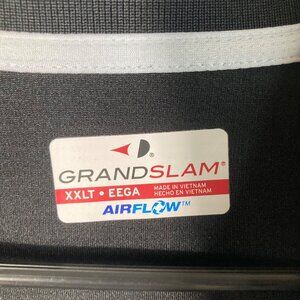 ®
GRANDSLAM®
XXLT • EEGA
MADE IN VIETNAM
HECHO EN VIETNAM
AIRFLOW™